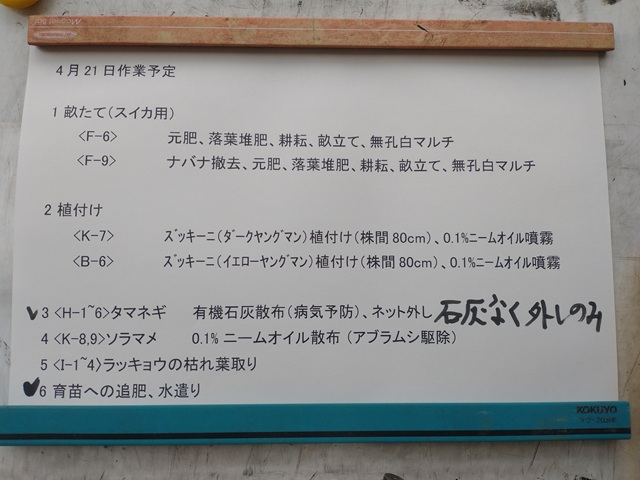 4月21日作業予定
1 畝たて(スイカ用)
<F-6> 元肥、落葉堆肥、耕耘、畝立て、無孔白マルチ
<F-9> ナバナ撤去、元肥、落葉堆肥、耕耘、畝立て、無孔白マルチ
2 植付け
<K-7> ズッキーニ(ダークヤングマン)植付け(株間80cm)、0.1%ニームオイル噴霧
<B-6> ズッキーニ(イエローヤングマン)植付け(株間80cm)、0.1%ニームオイル噴霧
3 <H-1~6>タマネギ 有機石灰散布(病気予防)、ネット外し 石灰なく外しのみ
4 <K-8,9>ソラマメ 0.1% ニームオイル散布 (アブラムシ駆除)
5 <I-1~4>ラッキョウの枯れ葉取り
6 育苗への追肥、水遣り
KOKUYO